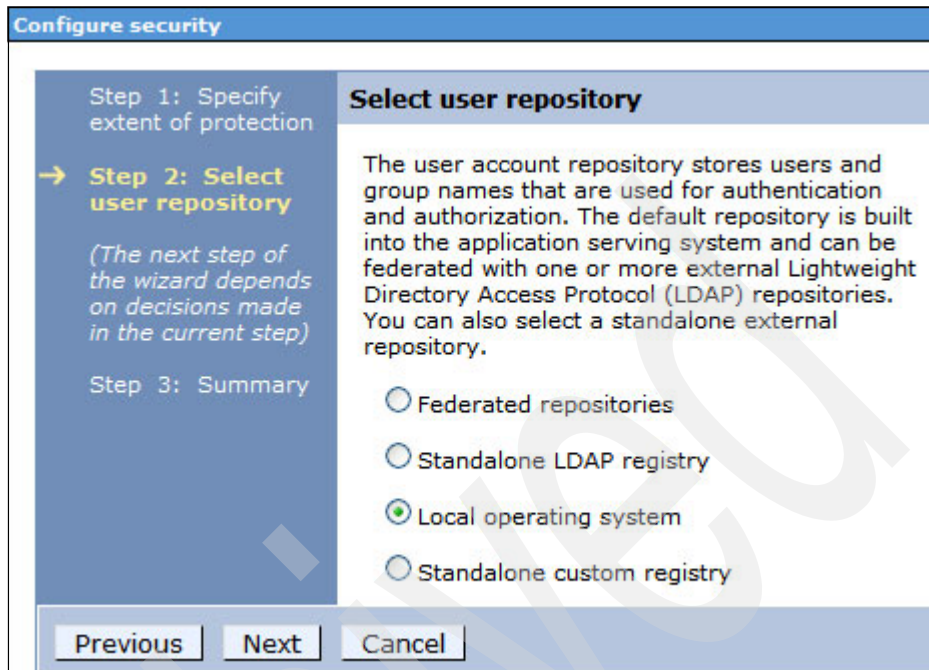 Configure security
Step 1: Specify
extent of protection
→ Step 2: Select
user repository
(The next step of
the wizard depends
on decisions made
in the current step)
Step 3: Summary
Select user repository
The user account repository stores users and
group names that are used for authentication
and authorization. The default repository is built
into the application serving system and can be
federated with one or more external Lightweight
Directory Access Protocol (LDAP) repositories.
You can also select a standalone external
repository.
Federated repositories
Standalone LDAP registry
Local operating system
Standalone custom registry
Previous Next Cancel